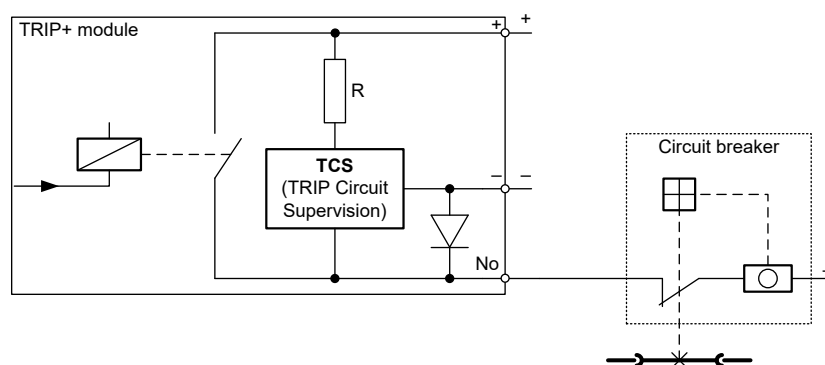 TRIP+ module
+ +
R
TCS
(TRIP Circuit
Supervision)
– –
No
Circuit breaker